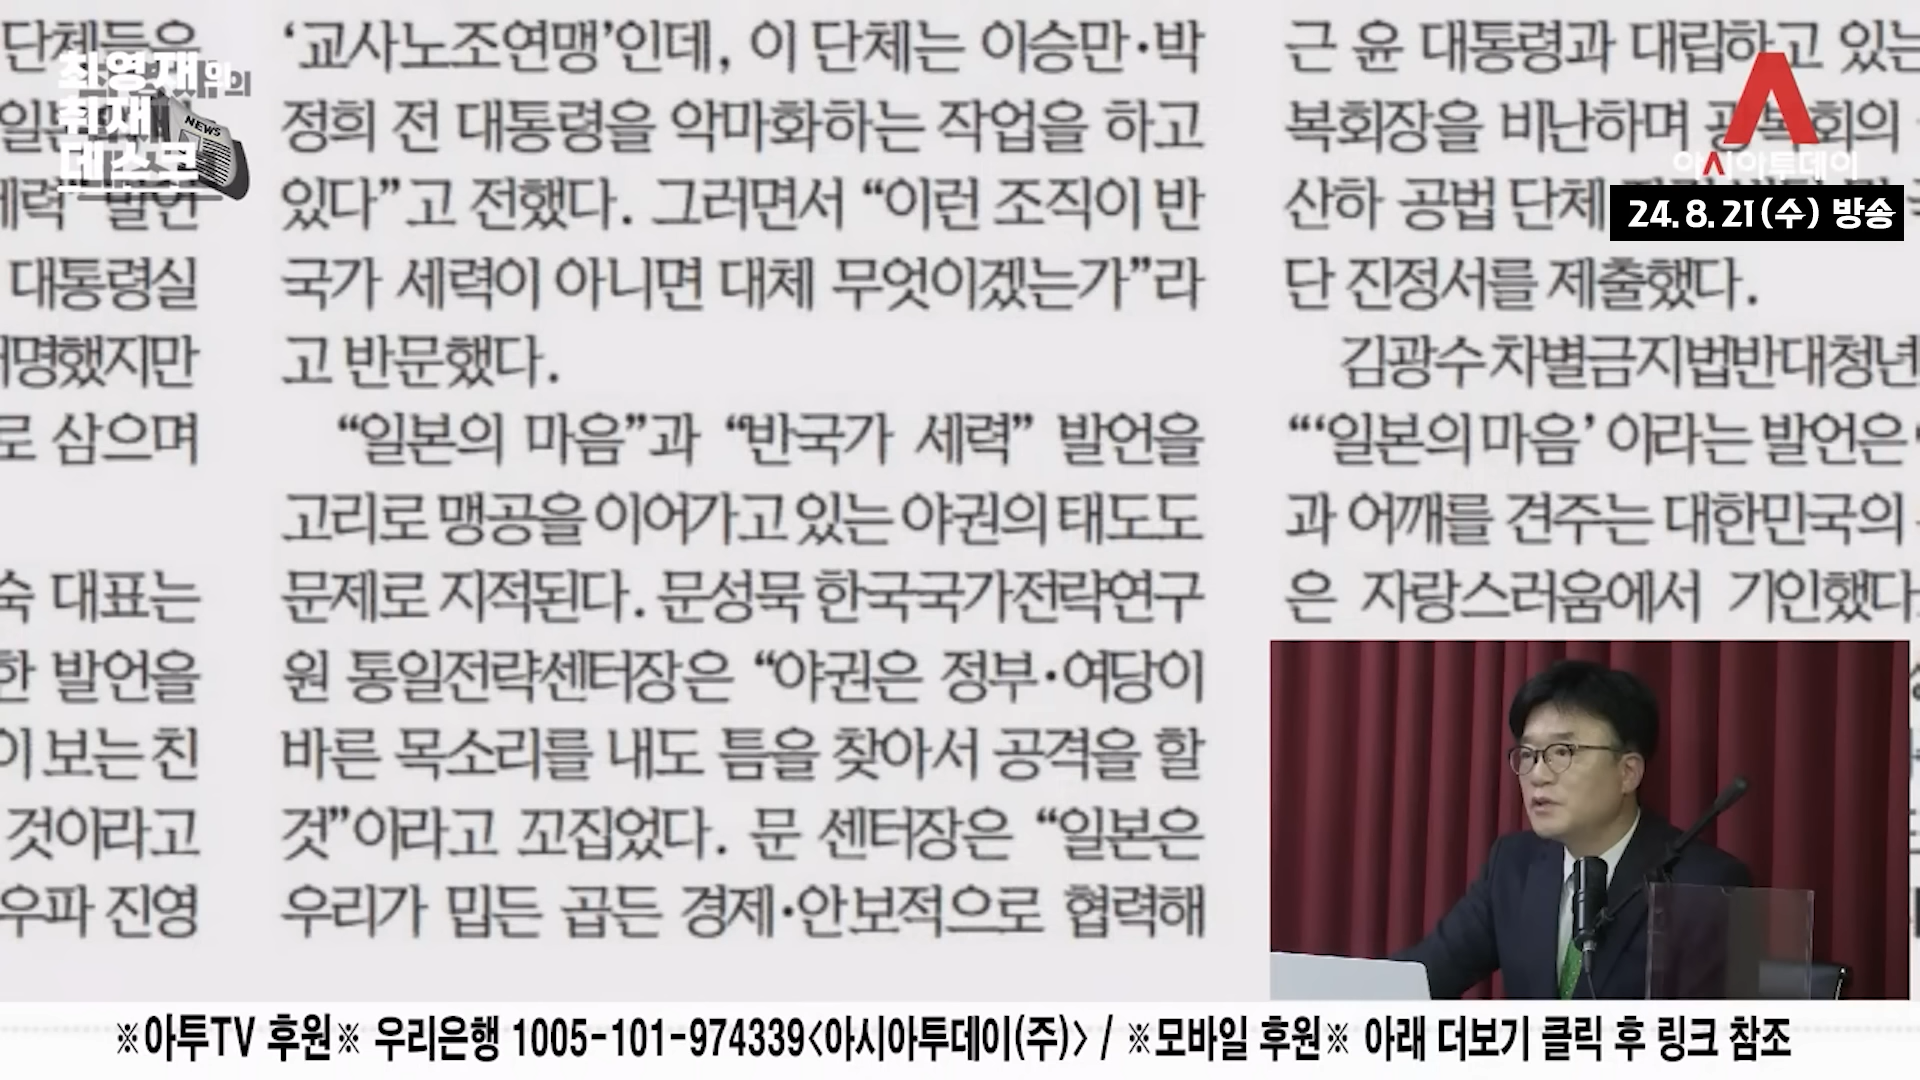 최영재의
취재
데스크
NEWS
아시아투데이
24. 8. 21(수) 방송
단체들은
세력” 발언
대통령실
명했지만
로 삼으며
숙 대표는
한 발언을
이 보는 친
것이라고
우파 진영
‘교사노조연맹’인데, 이 단체는 이승만·박
정희 전 대통령을 악마화하는 작업을 하고
있다”고 전했다. 그러면서 “이런 조직이 반
국가 세력이 아니면 대체 무엇이겠는가”라
고 반문했다.
“일본의 마음”과 “반국가 세력” 발언을
고리로 맹공을 이어가고 있는 야권의 태도도
문제로 지적된다. 문성묵 한국국가전략연구
원 통일전략센터장은 “야권은 정부·여당이
바른 목소리를 내도 틈을 찾아서 공격을 할
것”이라고 꼬집었다. 문 센터장은 “일본은
우리가 밉든 곱든 경제·안보적으로 협력해
근 윤 대통령과 대립하고 있는
복회장을 비난하며 광복회의
산하 공법 단체
단 진정서를 제출했다.
김광수 차별금지법반대청년
“‘일본의 마음’ 이라는 발언은
과 어깨를 견주는 대한민국의
은 자랑스러움에서 기인했다
※아투TV 후원※ 우리은행 1005-101-974339<아시아투데이(주)> / ※모바일 후원※ 아래 더보기 클릭 후 링크 참조